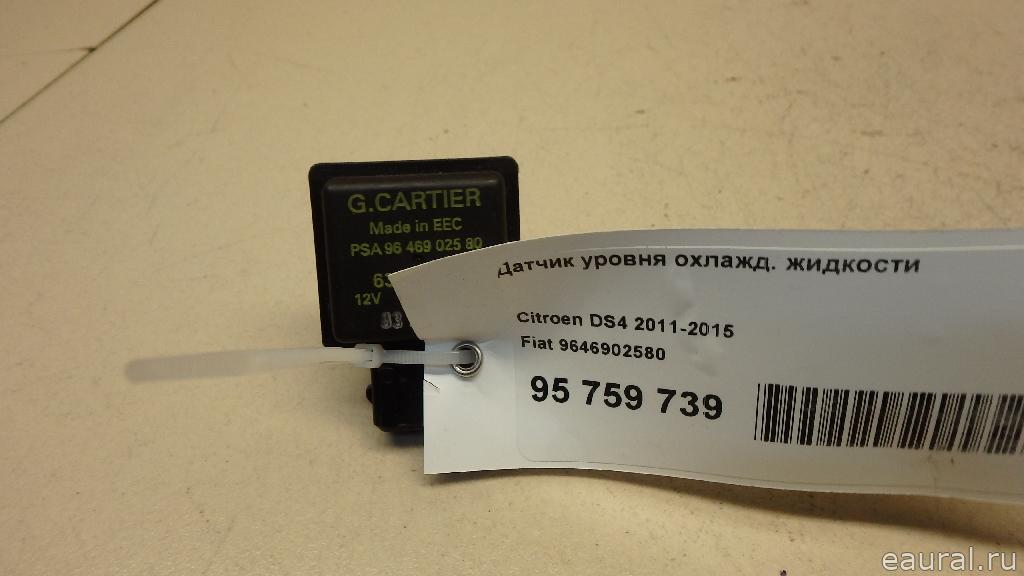 G.CARTIER
Made in EEC
PSA 96 469 025 80
12V
Датчик уровня охлажд. жидкости
Citroen DS4 2011-2015
Fiat 9646902580
95 759 739
eaural.ru